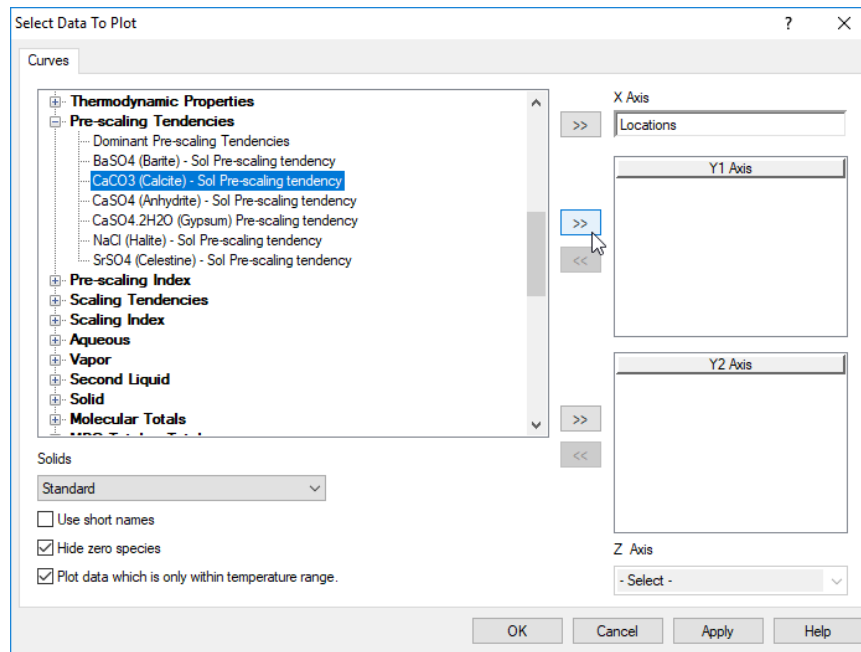 Select Data To Plot
?
Curves
Thermodynamic Properties
Pre-scaling Tendencies
Dominant Pre-scaling Tendencies
BaSO4 (Barite) - Sol Pre-scaling tendency
CaCO3 (Calcite) - Sol Pre-scaling tendency
CaSO4 (Anhydrite) - Sol Pre-scaling tendency
CaSO4.2H2O (Gypsum) Pre-scaling tendency
NaCl (Halite) - Sol Pre-scaling tendency
SrSO4 (Celestine) - Sol Pre-scaling tendency
Pre-scaling Index
Scaling Tendencies
Scaling Index
Aqueous
Vapor
Second Liquid
Solid
Molecular Totals
Solids
Standard
Use short names
Hide zero species
Plot data which is only within temperature range.
>>
>>
<<
>>
<<
X Axis
Locations
Y1 Axis
Y2 Axis
Z Axis
- Select -
OK
Cancel
Apply
Help